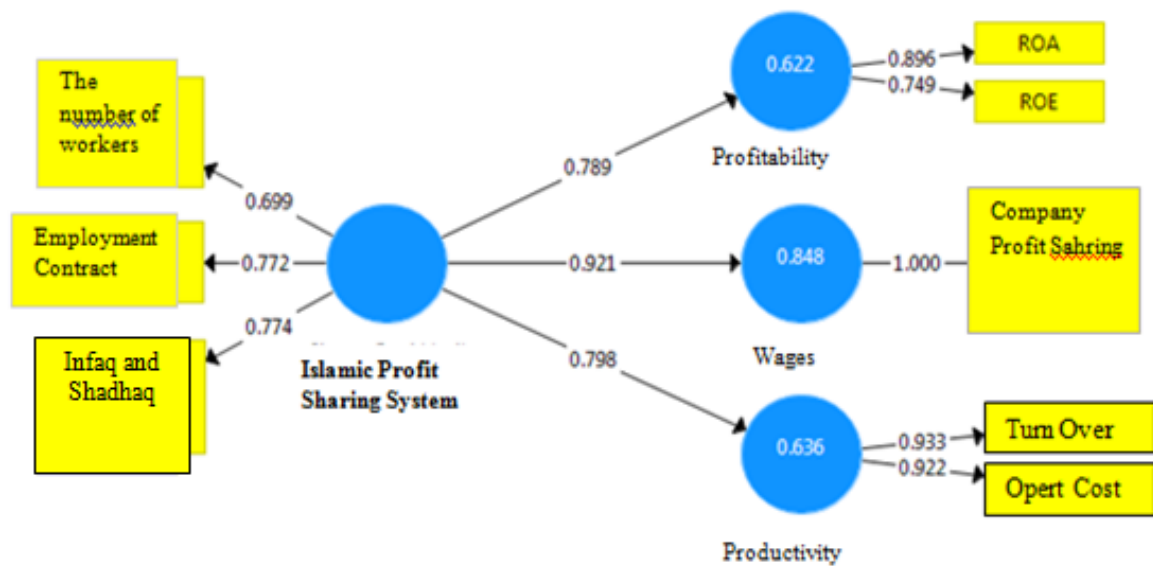 The
number of
workers
Employment
Contract
Infaq and
Shadhaq
0.699
0.772
0.774
Islamic Profit
Sharing System
0.789
0.921
0.798
0.622
Profitability
0.848
Wages
0.636
Productivity
0.896
0.749
1.000
0.933
0.922
ROA
ROE
Company
Profit Sahring
Turn Over
Opert Cost